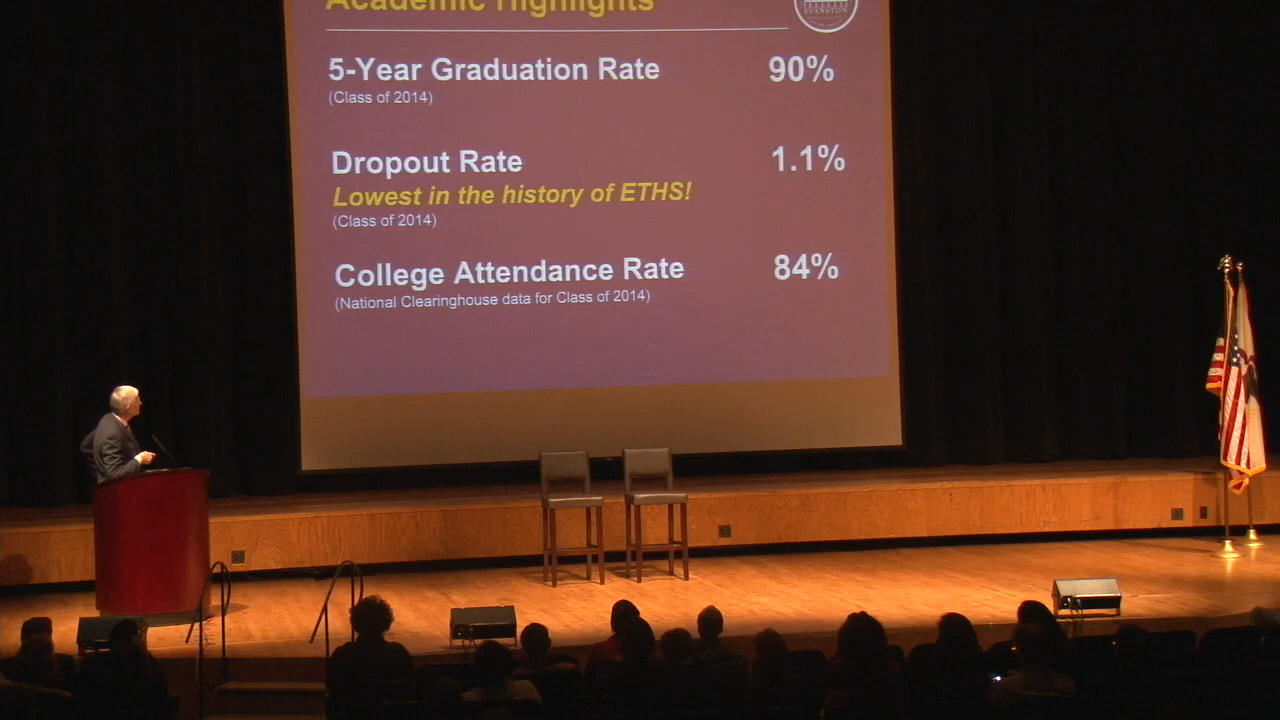 Academic Highlights
EVANSTON
5-Year Graduation Rate 90%
(Class of 2014)
Dropout Rate 1.1%
Lowest in the history of ETHS!
(Class of 2014)
College Attendance Rate 84%
(National Clearinghouse data for Class of 2014)